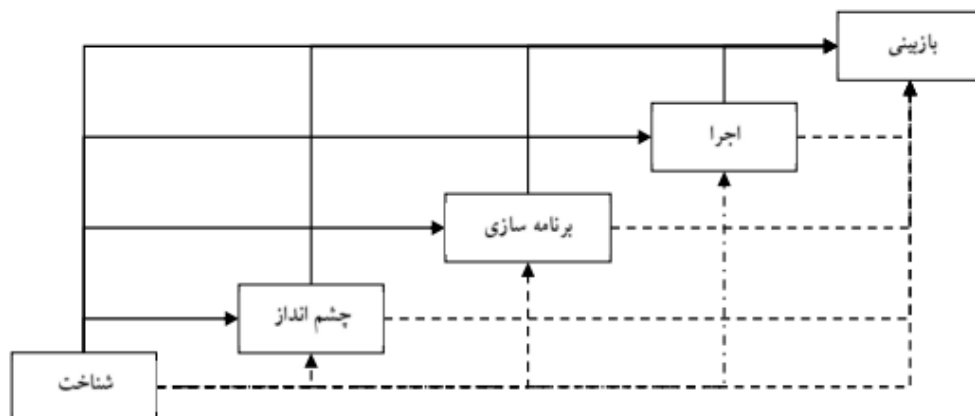 بازبینی
اجرا
برنامه سازی
چشم انداز
شناخت